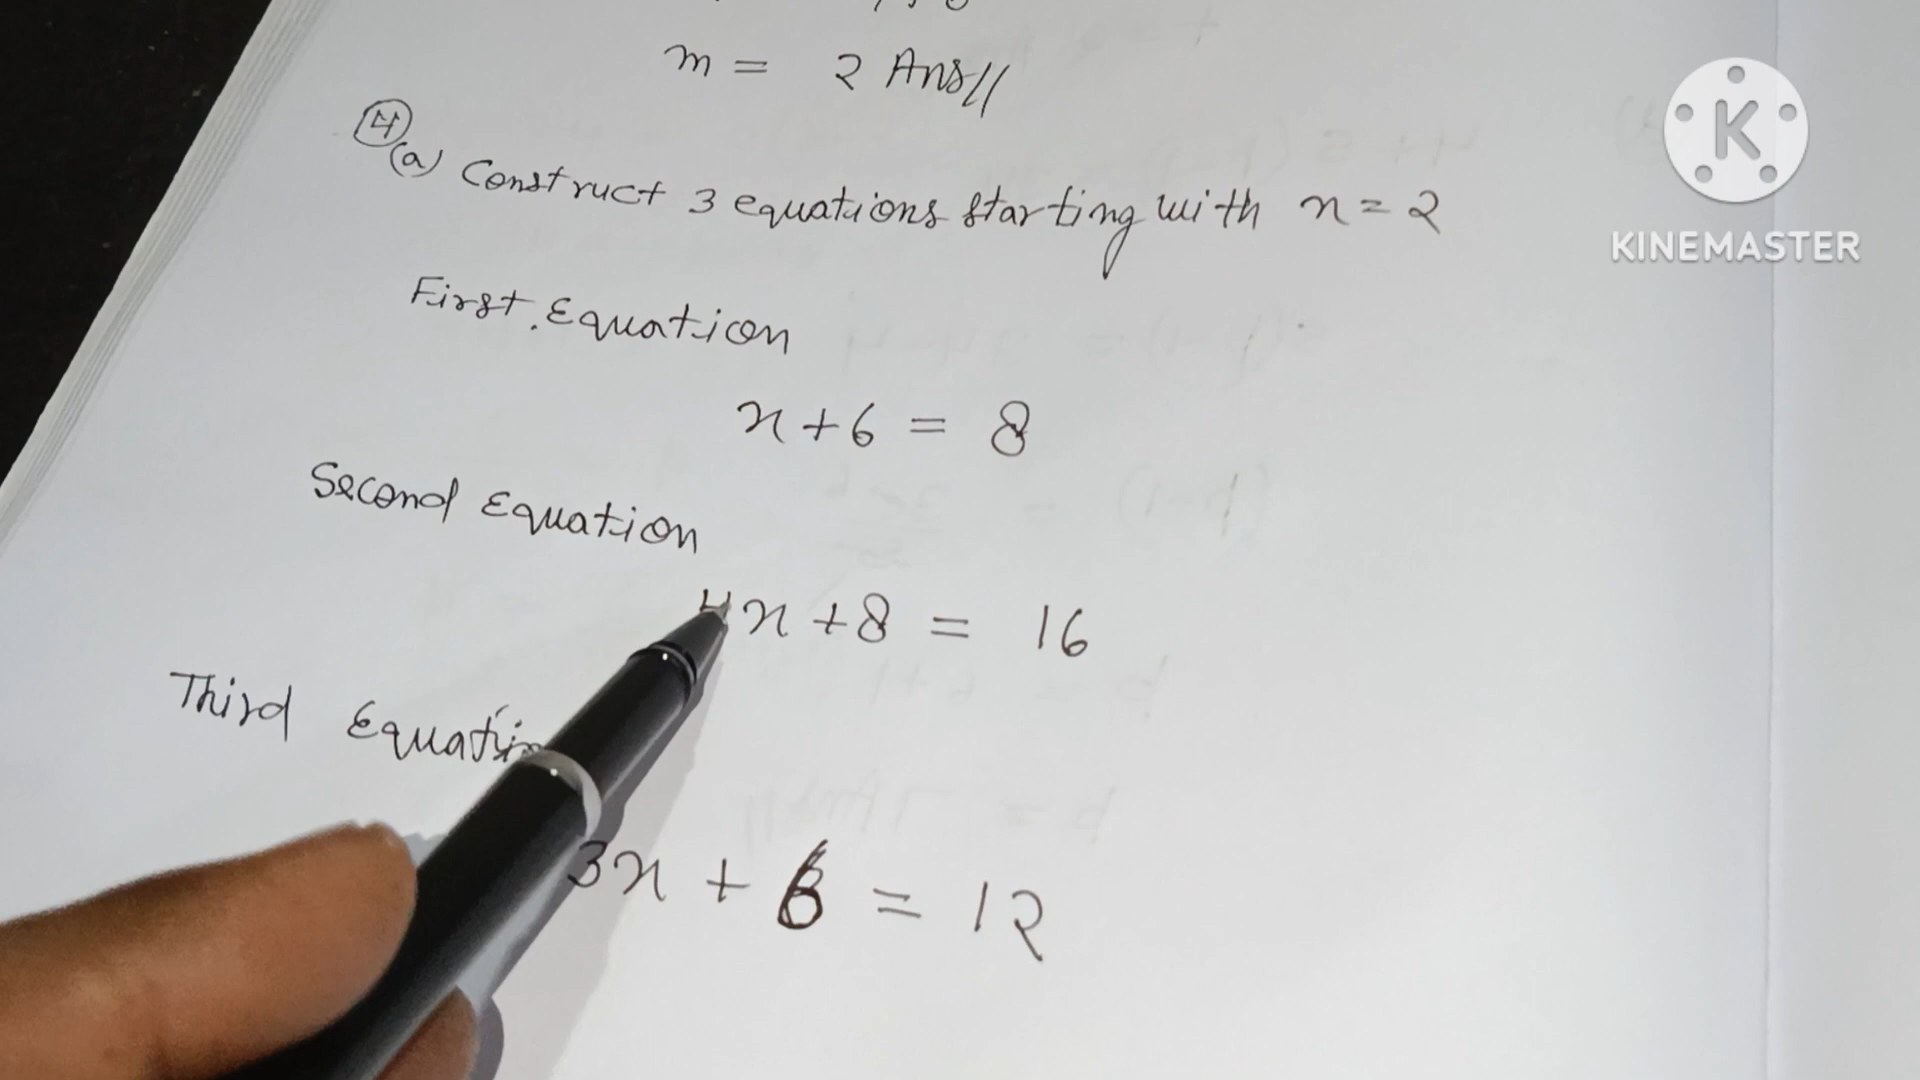 m = 2 Ans//
4
(a) Construct 3 equations starting with x = 2
First Equation
x + 6 = 8
Second Equation
4x + 8 = 16
Third Equation
3x + 6 = 12
K
KINEMASTER